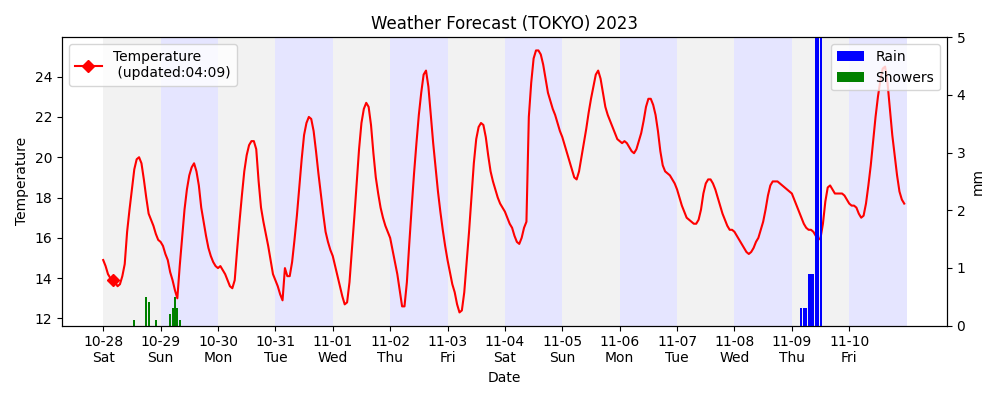 Weather Forecast (TOKYO) 2023
Temperature
(updated:04:09)
Rain
Showers
Temperature
24
22
20
18
16
14
12
5
4
3
2
1
0
mm
10-28 10-29 10-30 10-31 11-01 11-02 11-03 11-04 11-05 11-06 11-07 11-08 11-09 11-10
Sat Sun Mon Tue Wed Thu Fri Sat Sun Mon Tue Wed Thu Fri
Date